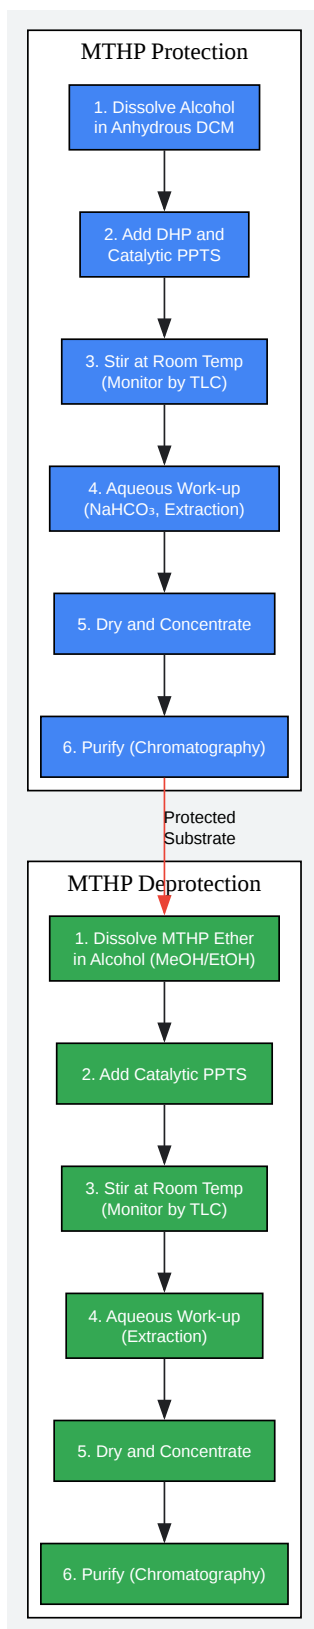 MTHP Protection
1. Dissolve Alcohol
in Anhydrous DCM
2. Add DHP and
Catalytic PPTS
3. Stir at Room Temp
(Monitor by TLC)
4. Aqueous Work-up
(NaHCO₃, Extraction)
5. Dry and Concentrate
6. Purify (Chromatography)
Protected
Substrate
MTHP Deprotection
1. Dissolve MTHP Ether
in Alcohol (MeOH/EtOH)
2. Add Catalytic PPTS
3. Stir at Room Temp
(Monitor by TLC)
4. Aqueous Work-up
(Extraction)
5. Dry and Concentrate
6. Purify (Chromatography)